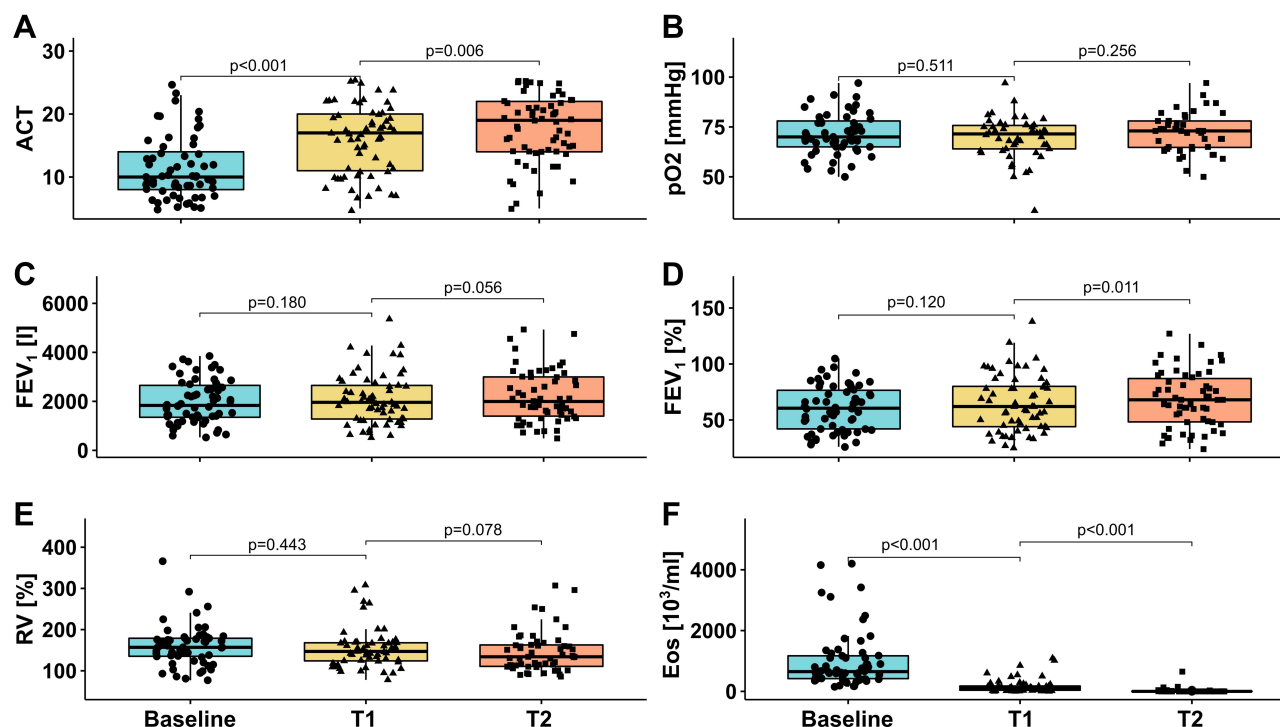 A
B
30
20
10
ACT
p<0.001
p=0.006
100
75
50
pO2 [mmHg]
p=0.511
p=0.256
C
D
6000
4000
2000
0
FEV₁ [l]
p=0.180
p=0.056
150
100
50
FEV₁ [%]
p=0.120
p=0.011
E
F
400
300
200
100
RV [%]
p=0.443
p=0.078
Baseline T1 T2
4000
2000
0
Eos [10³/ml]
p<0.001
p<0.001
Baseline T1 T2